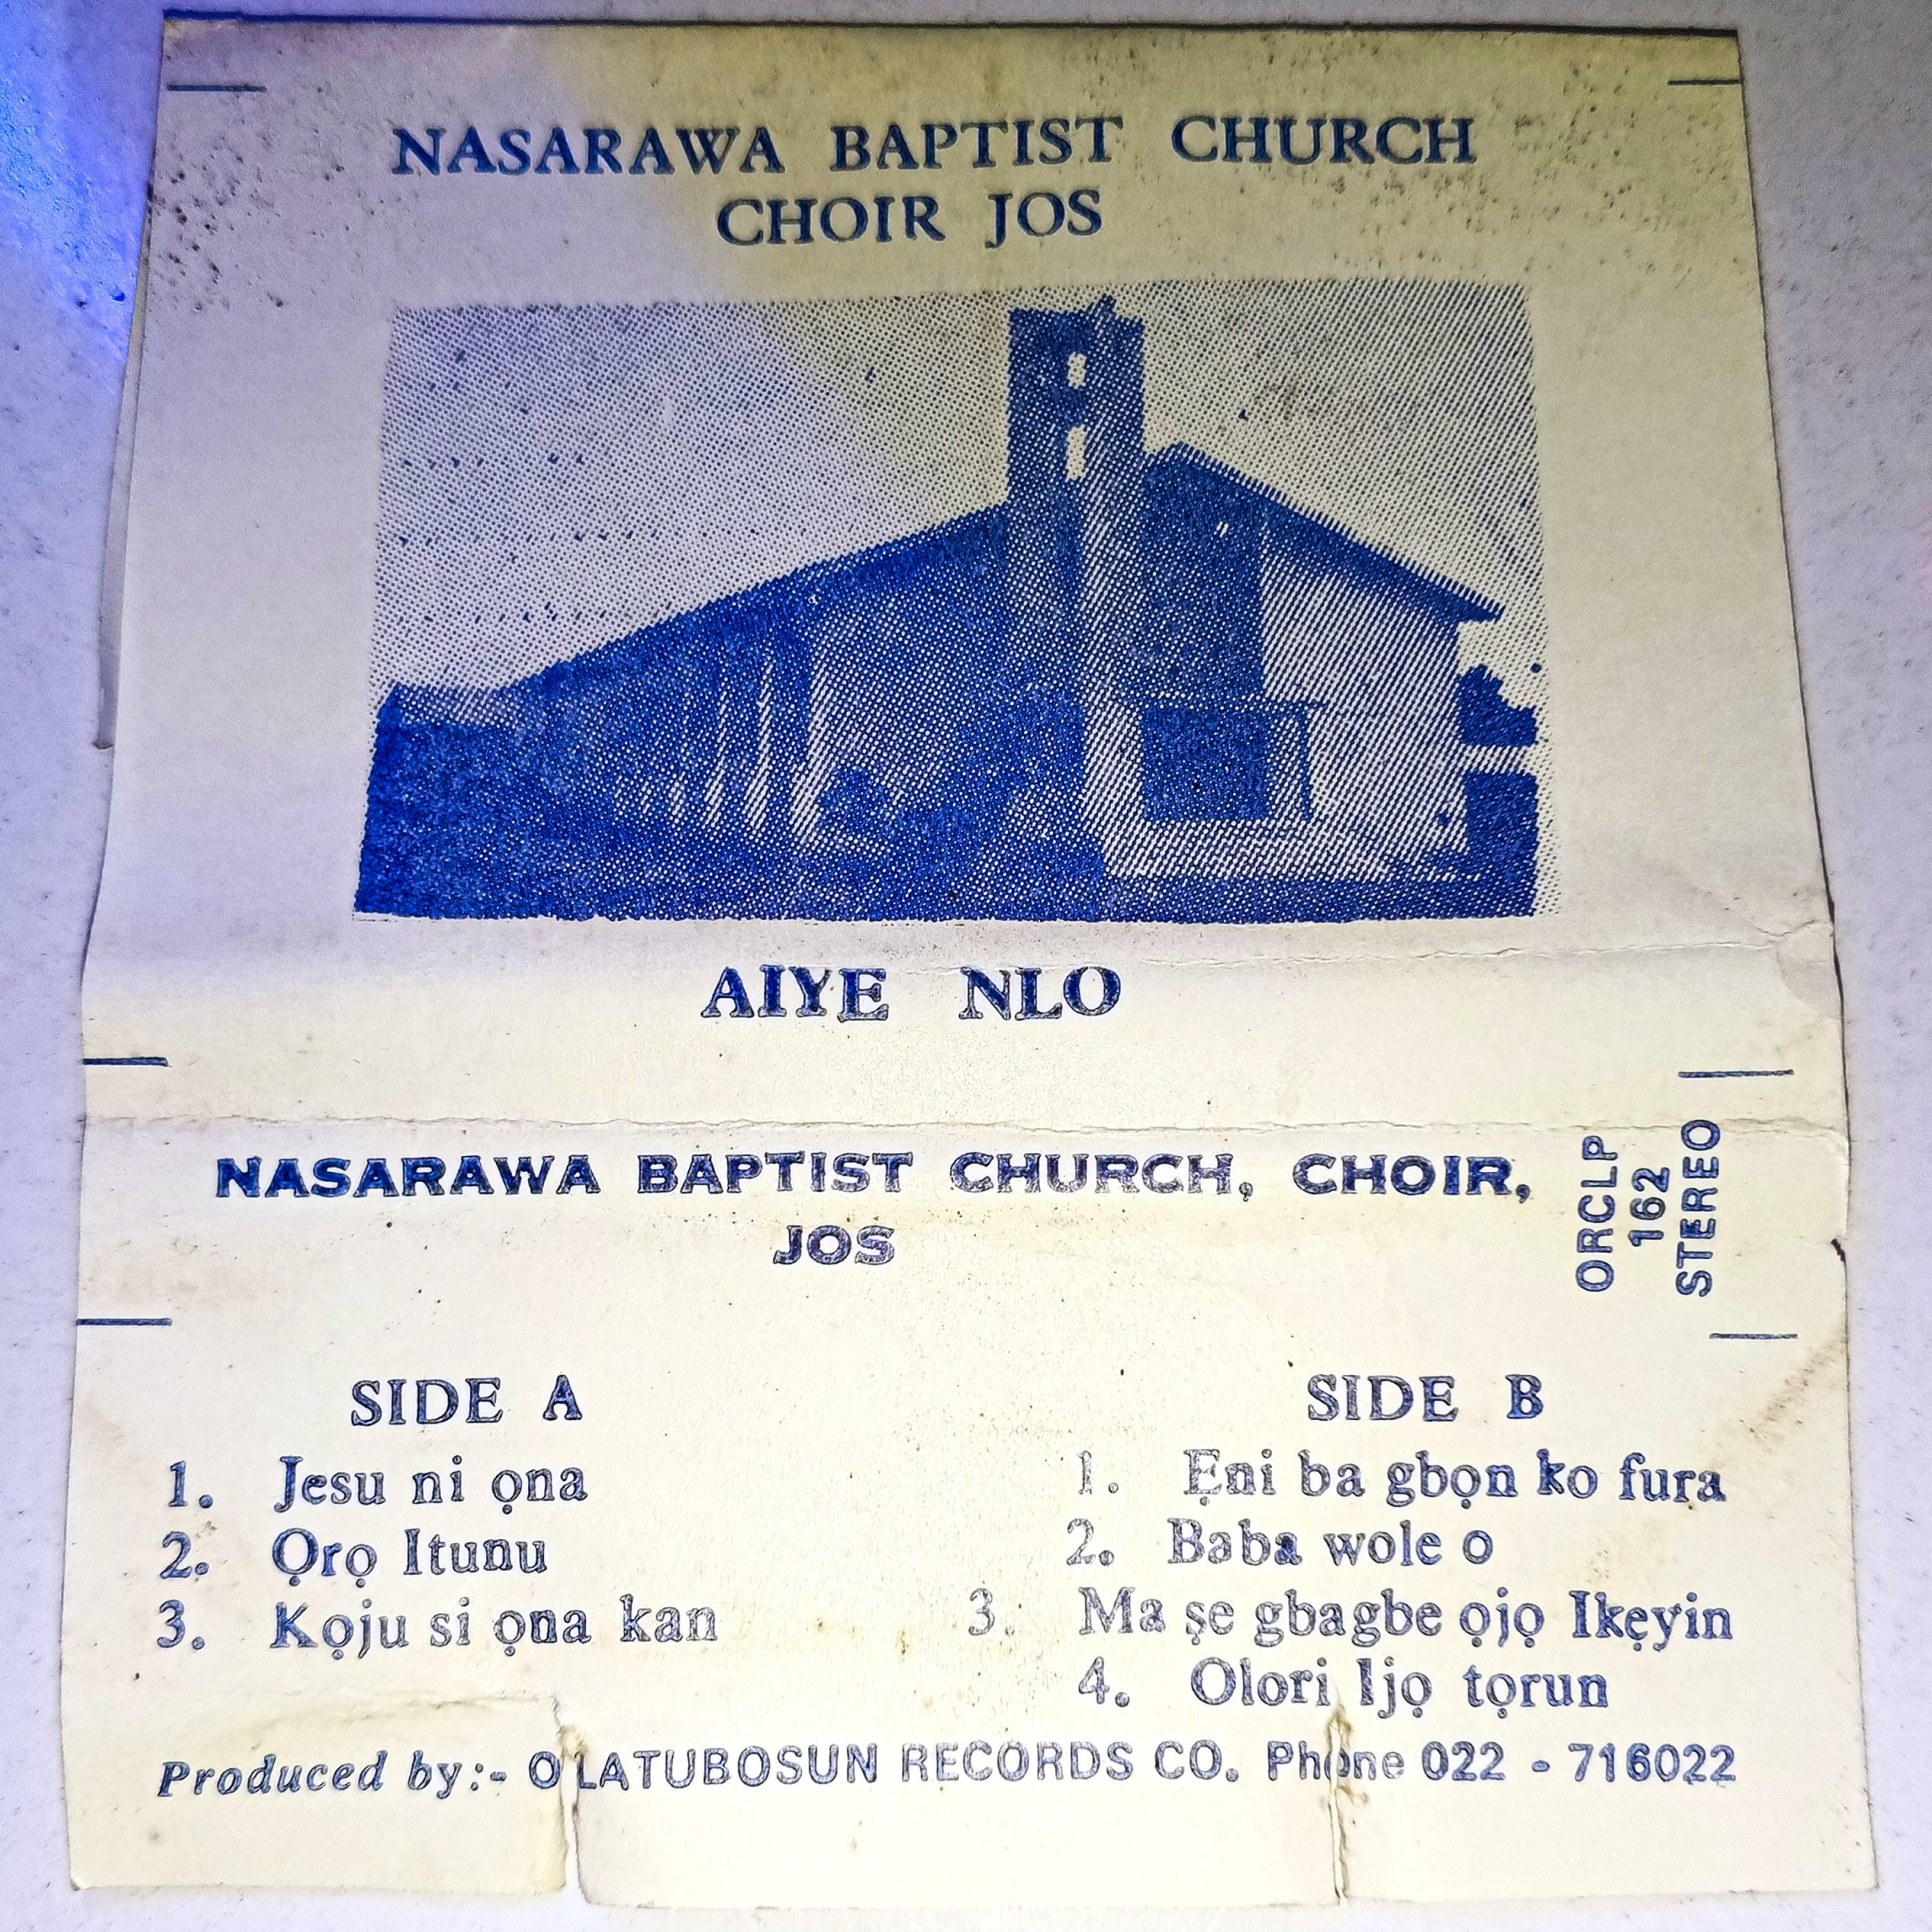 NASARAWA BAPTIST CHURCH
CHOIR JOS
AIYE NLO
NASARAWA BAPTIST CHURCH, CHOIR,
JOS
ORCLP
162
STEREO
SIDE A
1. Jesu ni ọna
2. Ọrọ Itunu
3. Kọju si ọna kan
SIDE B
1. Ẹni ba gbọn ko fura
2. Baba wole o
3. Ma ṣe gbagbe ọjọ Ikẹyin
4. Olori Ijọ tọrun
Produced by:- OLATUBOSUN RECORDS CO. Phone 022 - 716022